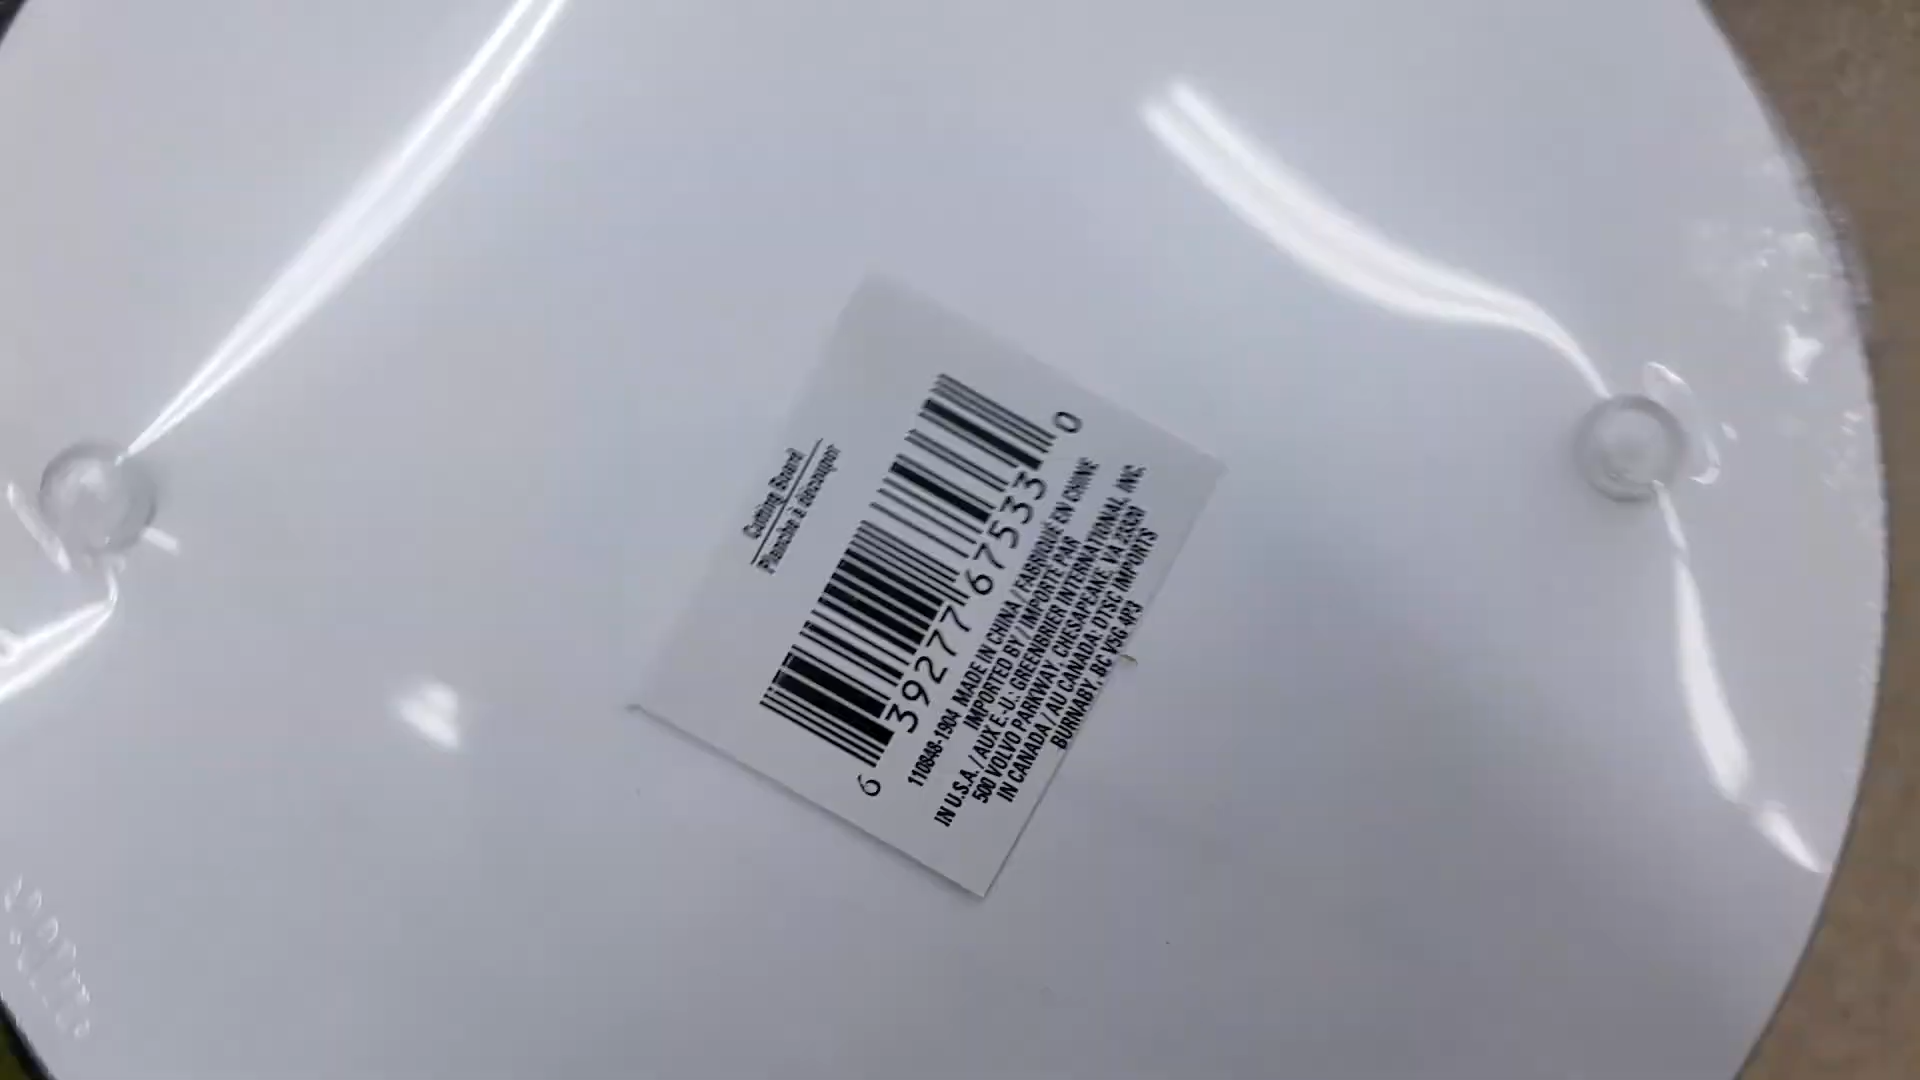 Cutting Board
Planche à découper
6 39277 67533 0
110848-1904 MADE IN CHINA / FABRIQUÉ EN CHINE
IMPORTED BY / IMPORTÉ PAR
IN U.S.A. / AUX E.-U.: GREENBRIER INTERNATIONAL, INC.
500 VOLVO PARKWAY, CHESAPEAKE, VA 23320
IN CANADA / AU CANADA: DTSC IMPORTS
BURNABY, BC V5G 4P3